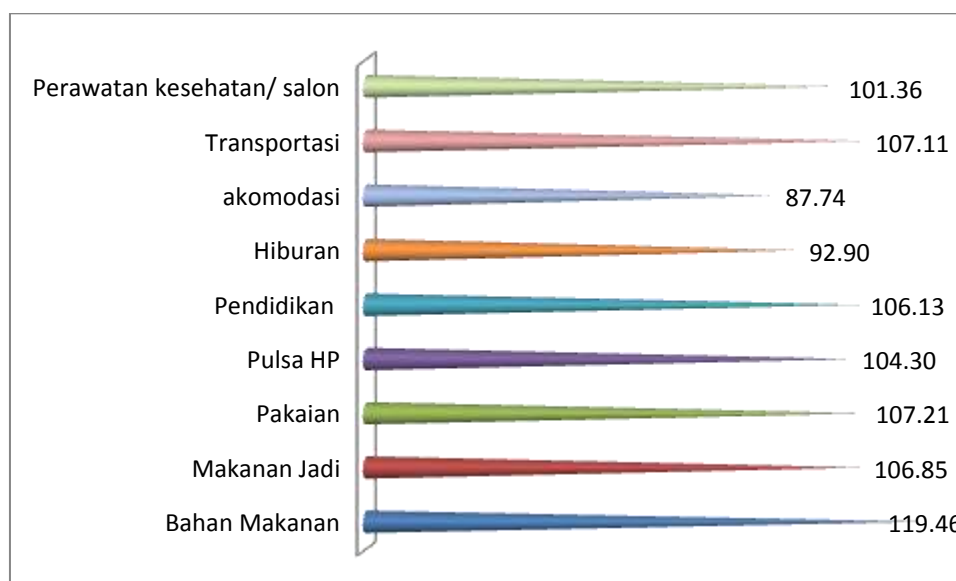 Perawatan kesehatan/ salon 101.36
Transportasi 107.11
akomodasi 87.74
Hiburan 92.90
Pendidikan 106.13
Pulsa HP 104.30
Pakaian 107.21
Makanan Jadi 106.85
Bahan Makanan 119.46